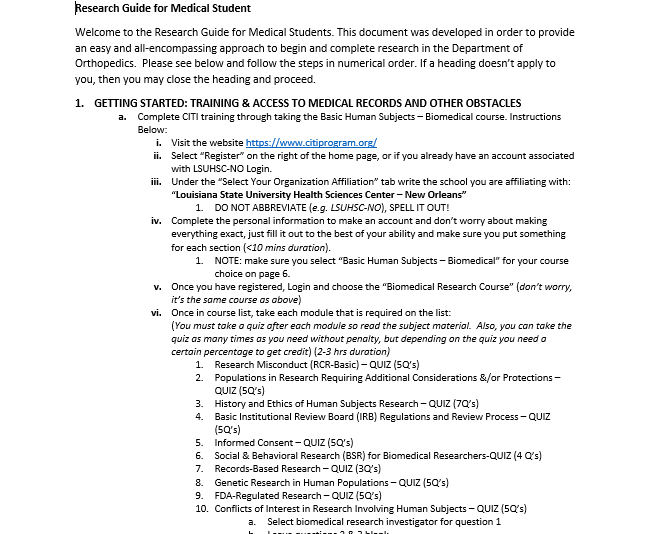 Research Guide for Medical Student
Welcome to the Research Guide for Medical Students. This document was developed in order to provide
an easy and all-encompassing approach to begin and complete research in the Department of
Orthopedics.  Please see below and follow the steps in numerical order. If a heading doesn't apply to
you, then you may close the heading and proceed.
1. GETTING STARTED: TRAINING & ACCESS TO MEDICAL RECORDS AND OTHER OBSTACLES
a. Complete CITI training through taking the Basic Human Subjects – Biomedical course. Instructions
Below:
i. Visit the website https://www.citiprogram.org/
ii. Select "Register" on the right of the home page, or if you already have an account associated
with LSUHSC-NO Login.
iii. Under the "Select Your Organization Affiliation" tab write the school you are affiliating with:
"Louisiana State University Health Sciences Center – New Orleans"
1. DO NOT ABBREVIATE (e.g. LSUHSC-NO), SPELL IT OUT!
iv. Complete the personal information to make an account and don't worry about making
everything exact, just fill it out to the best of your ability and make sure you put something
for each section (<10 mins duration).
1. NOTE: make sure you select "Basic Human Subjects – Biomedical" for your course
choice on page 6.
v. Once you have registered, Login and choose the "Biomedical Research Course" (don't worry,
it's the same course as above)
vi. Once in course list, take each module that is required on the list:
(You must take a quiz after each module so read the subject material.  Also, you can take the
quiz as many times as you need without penalty, but depending on the quiz you need a
certain percentage to get credit) (2-3 hrs duration)
1. Research Misconduct (RCR-Basic) – QUIZ (5Q's)
2. Populations in Research Requiring Additional Considerations &/or Protections –
QUIZ (5Q's)
3. History and Ethics of Human Subjects Research – QUIZ (7Q's)
4. Basic Institutional Review Board (IRB) Regulations and Review Process – QUIZ
(5Q's)
5. Informed Consent – QUIZ (5Q's)
6. Social & Behavioral Research (BSR) for Biomedical Researchers-QUIZ (4 Q's)
7. Records-Based Research – QUIZ (3Q's)
8. Genetic Research in Human Populations – QUIZ (5Q's)
9. FDA-Regulated Research – QUIZ (5Q's)
10. Conflicts of Interest in Research Involving Human Subjects – QUIZ (5Q's)
a. Select biomedical research investigator for question 1